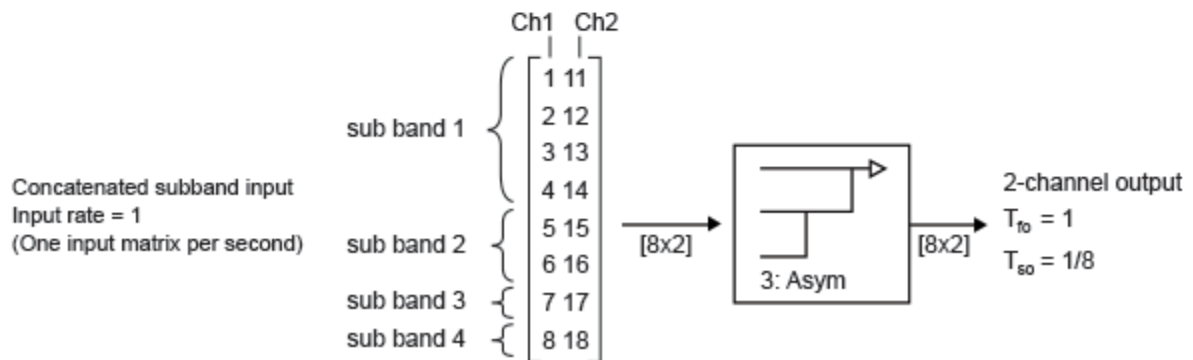 Ch1 Ch2
1 11
2 12
3 13
4 14
5 15
6 16
7 17
8 18
sub band 1
sub band 2
sub band 3
sub band 4
Concatenated subband input
Input rate = 1
(One input matrix per second)
[8x2]
3: Asym
[8x2]
2-channel output
Tfo = 1
Tso = 1/8